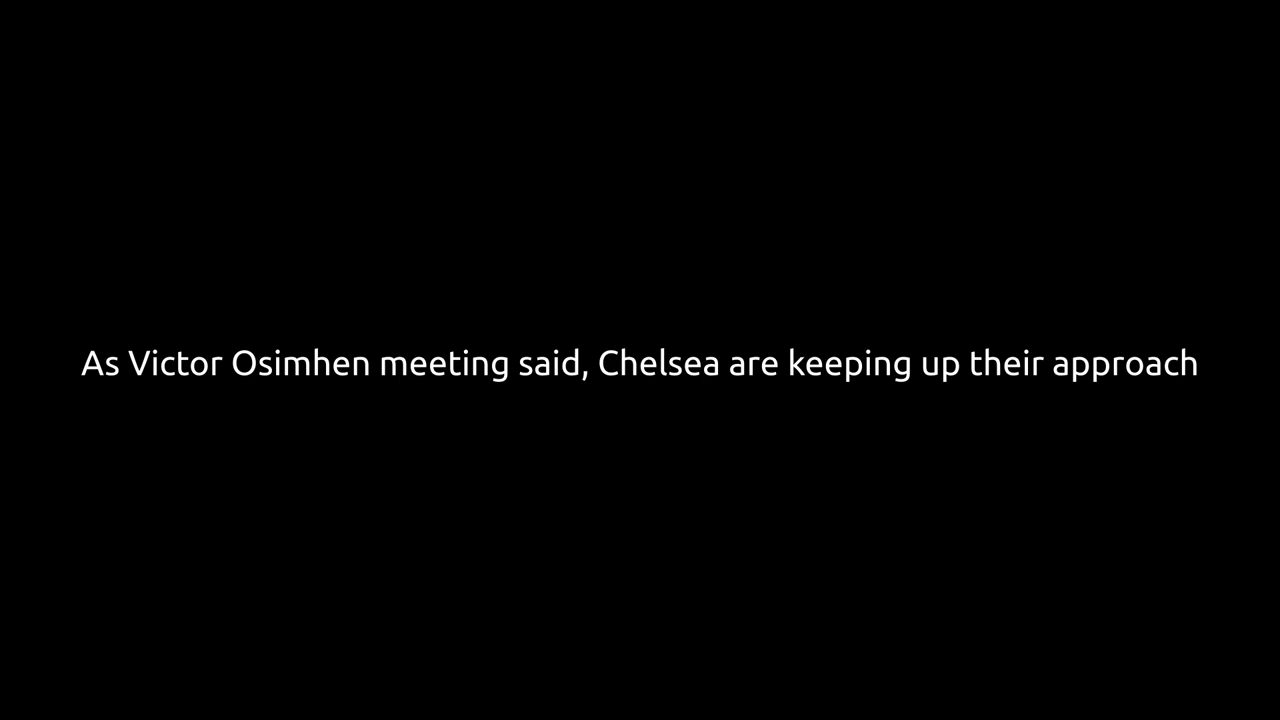 As Victor Osimhen meeting said, Chelsea are keeping up their approach